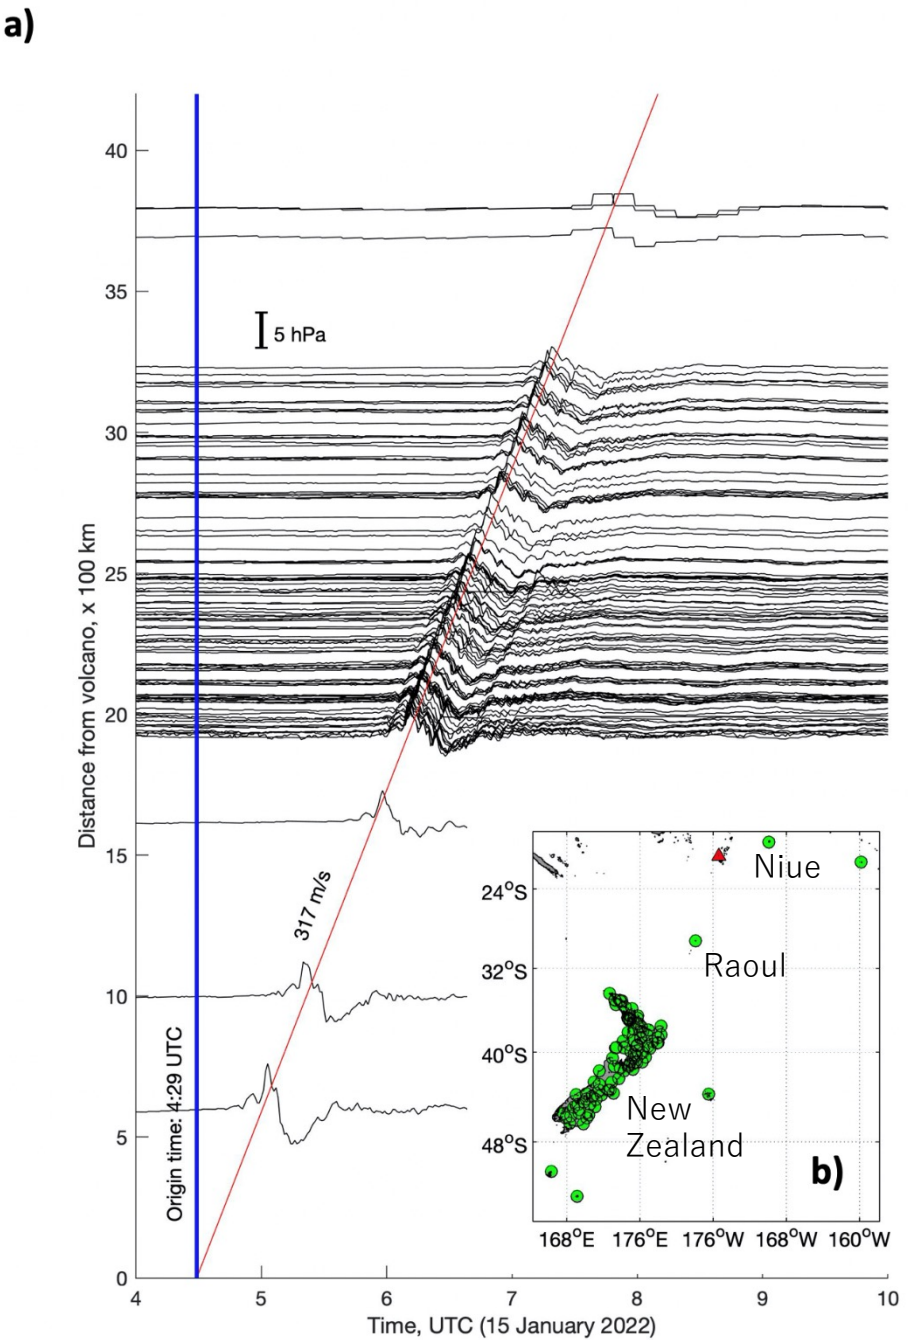 a)
40
35
5 hPa
30
25
20
15
10
5
0
Distance from volcano, x 100 km
317 m/s
Origin time: 4:29 UTC
Niue
24°S
Raoul
32°S
40°S
New
Zealand
48°S
b)
168°E 176°E 176°W 168°W 160°W
4 5 6 7 8 9 10
Time, UTC (15 January 2022)